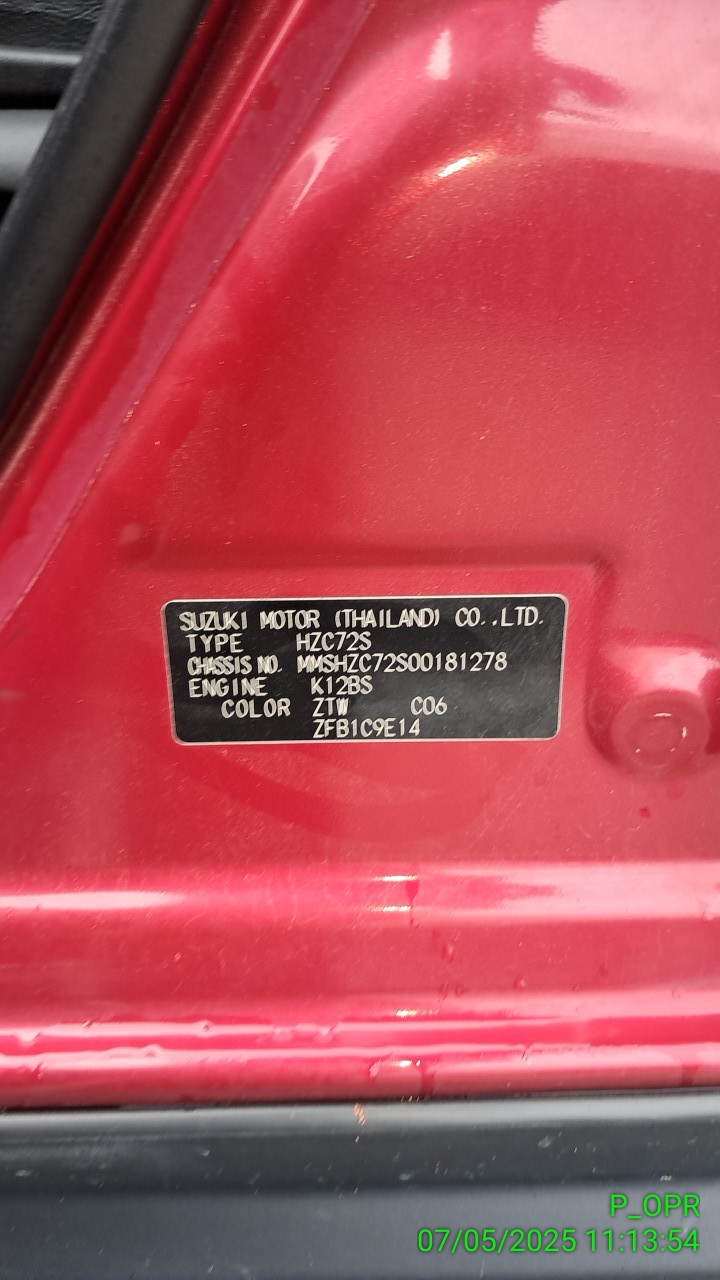 SUZUKI MOTOR (THAILAND) CO.,LTD.
TYPE HZC72S
CHASSIS NO. MMSHZC72S00181278
ENGINE K12BS
COLOR ZTW C06
ZFB1C9E14
P_OPR
07/05/2025 11:13:54